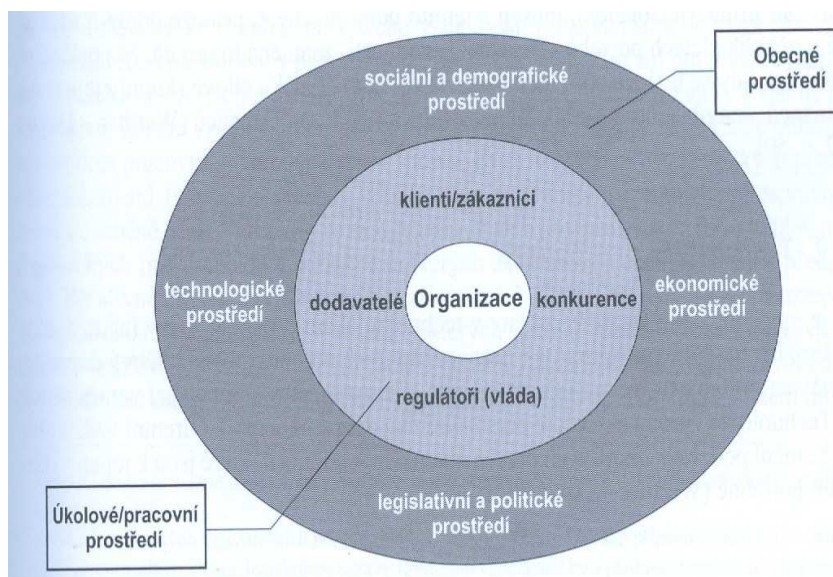 Obecné
prostředí
sociální a demografické
prostředí
klienti/zákazníci
technologické
prostředí
dodavatelé
Organizace
konkurence
ekonomické
prostředí
regulátoři (vláda)
legislativní a politické
prostředí
Úkolové/pracovní
prostředí